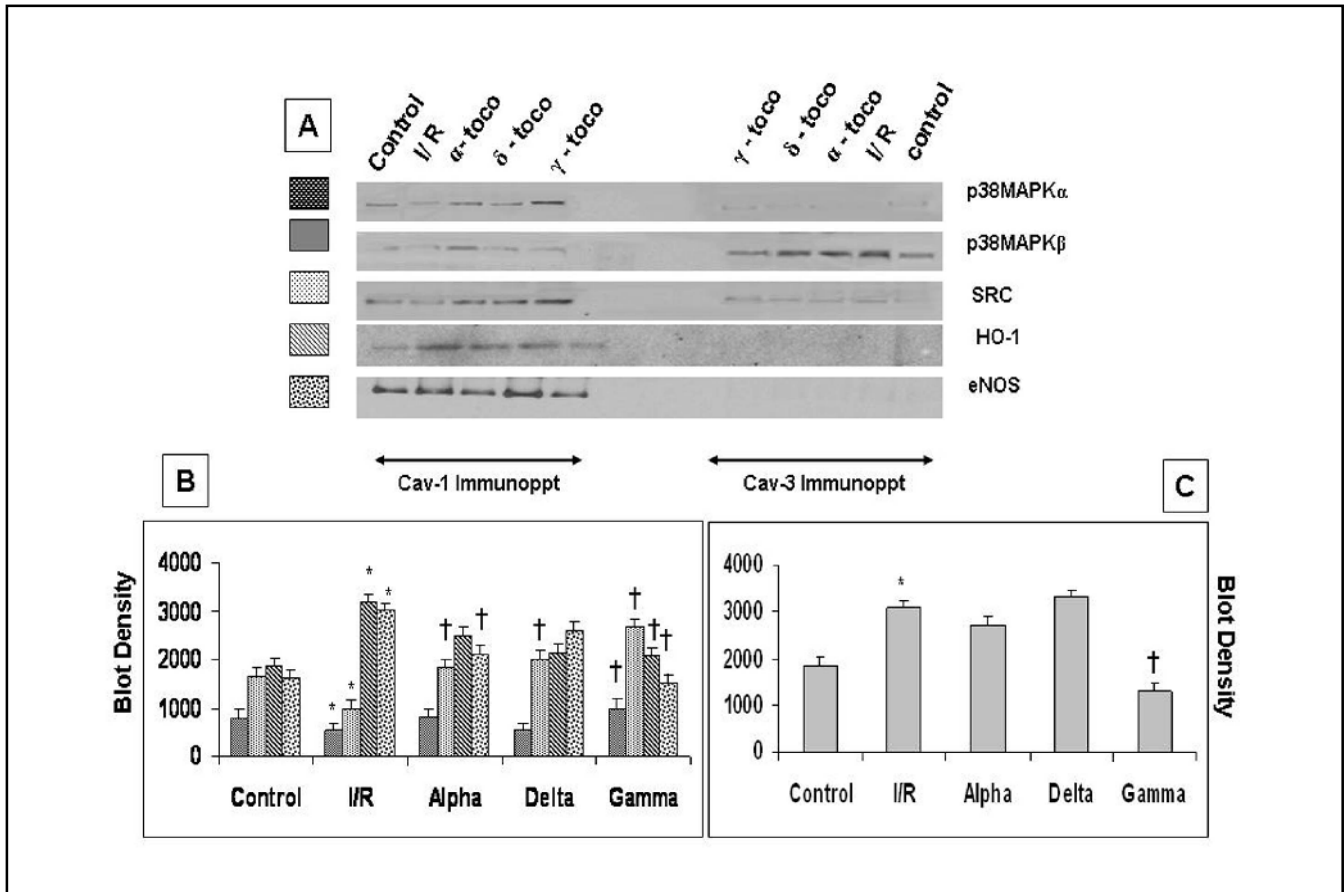 A
Control I/R α-toco δ - toco γ - toco
γ - toco δ - toco α - toco I/R control
p38MAPKα
p38MAPKβ
SRC
HO-1
eNOS
Cav-1 Immunoppt
Cav-3 Immunoppt
B
C
Blot Density
4000
3000
2000
1000
0
* * * *
† †
†
† † † †
Control I/R Alpha Delta Gamma
4000
3000
2000
1000
0
*
†
Control I/R Alpha Delta Gamma
Blot Density